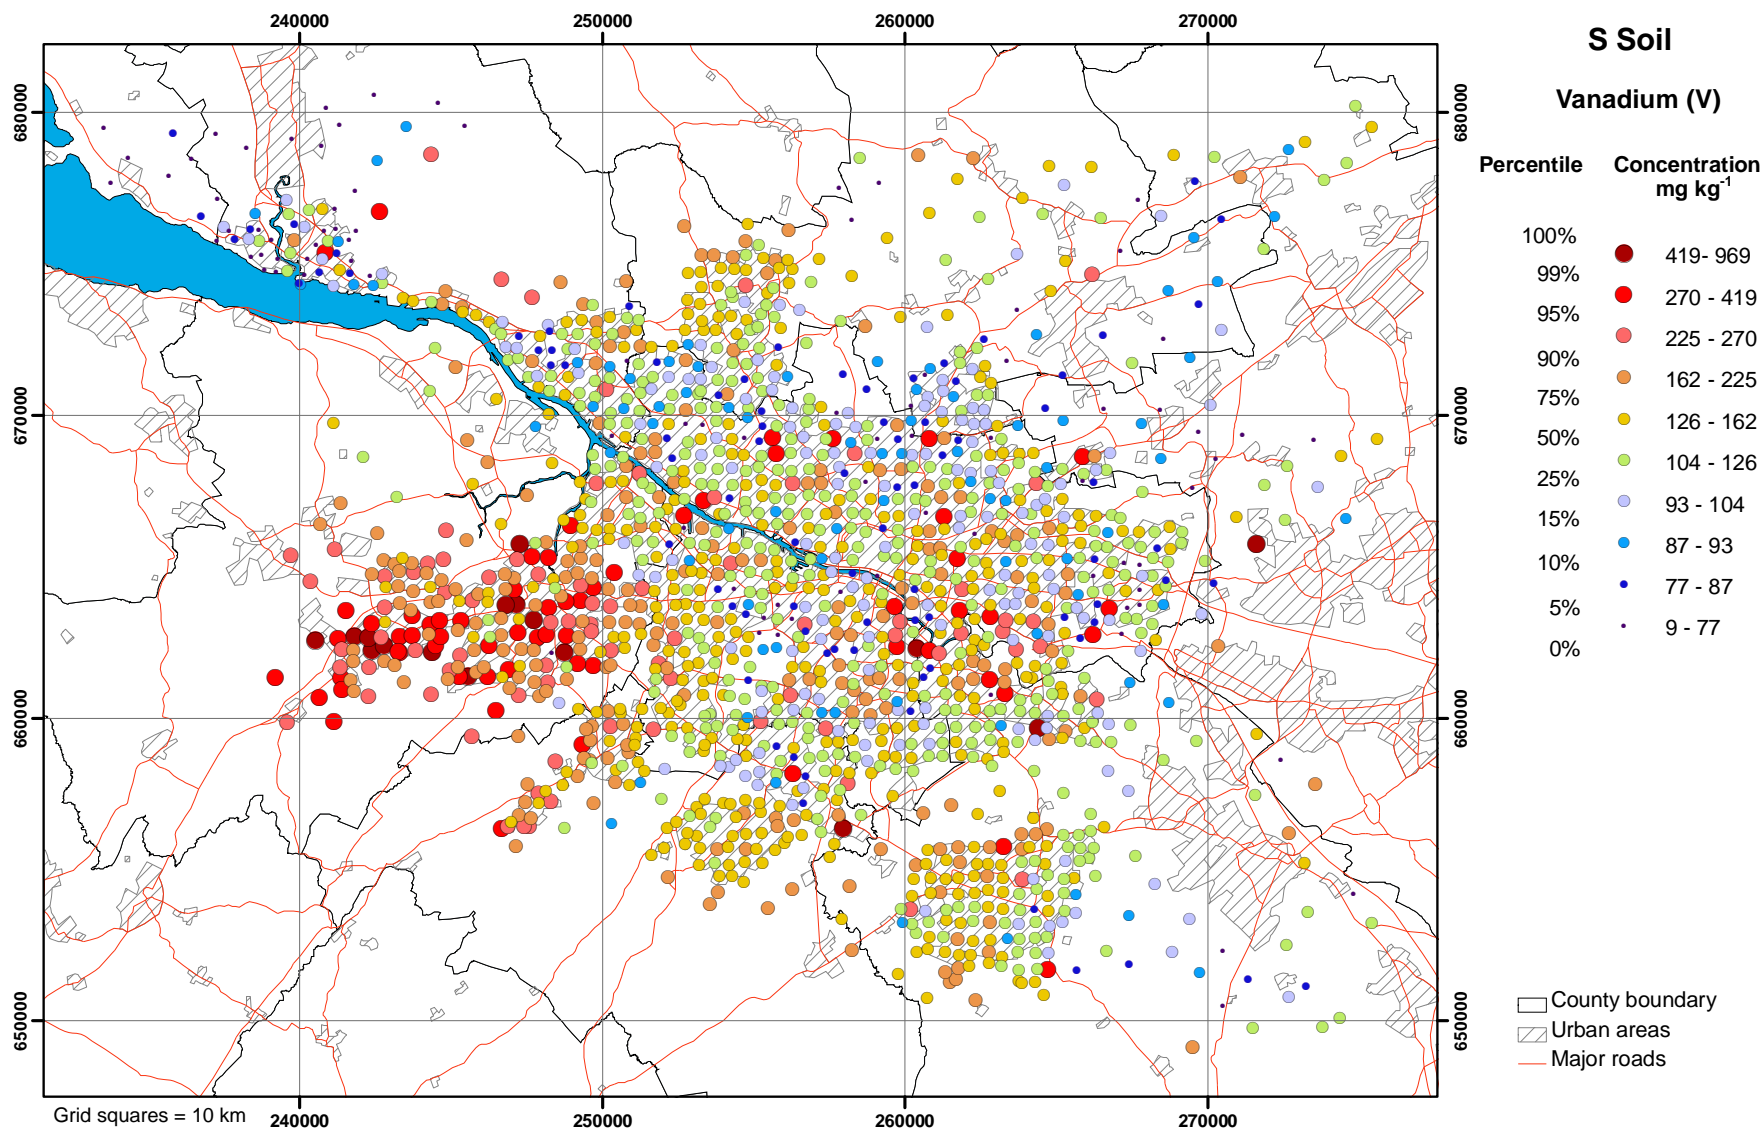 240000 250000 260000 270000
S Soil
Vanadium (V)
Percentile Concentration
mg kg-1
100%
419- 969
99%
270 - 419
95%
225 - 270
90%
162 - 225
75%
126 - 162
50%
104 - 126
25%
93 - 104
15%
87 - 93
10%
77 - 87
5%
9 - 77
0%
680000 680000
670000 670000
660000 660000
650000 650000
County boundary
Urban areas
Major roads
Grid squares = 10 km
240000 250000 260000 270000